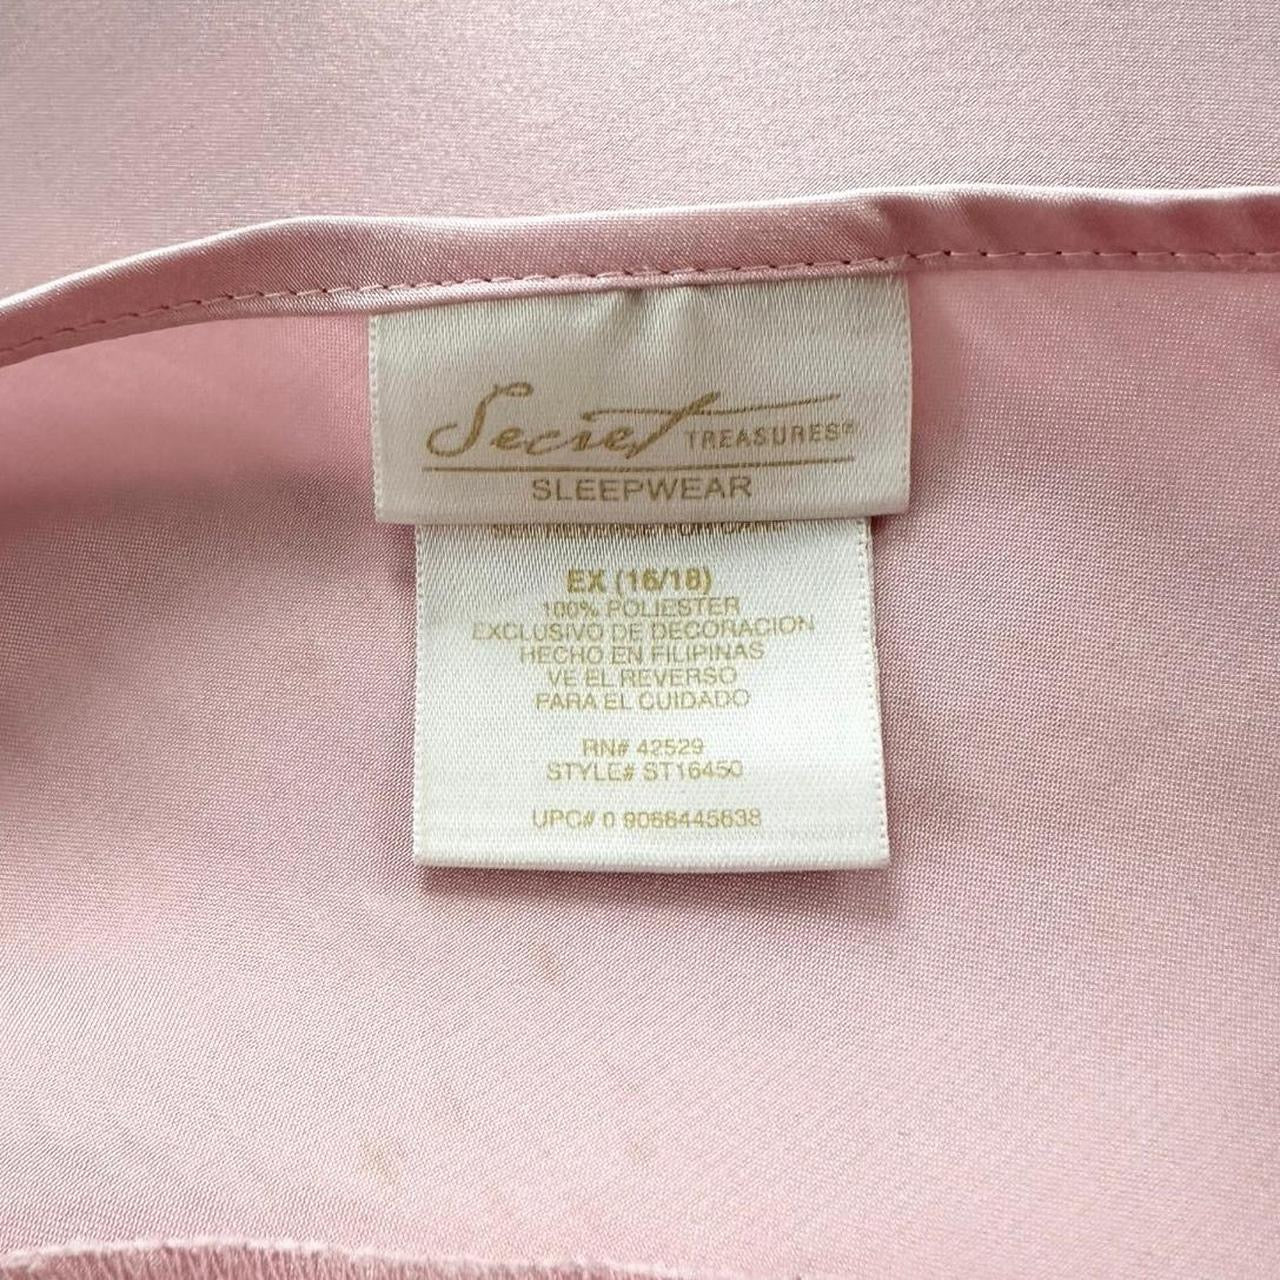 Secret TREASURES®
SLEEPWEAR
EX (16/18)
100% POLIESTER
EXCLUSIVO DE DECORACION
HECHO EN FILIPINAS
VE EL REVERSO
PARA EL CUIDADO
RN# 42529
STYLE# ST16450
UPC# 0 9066445638